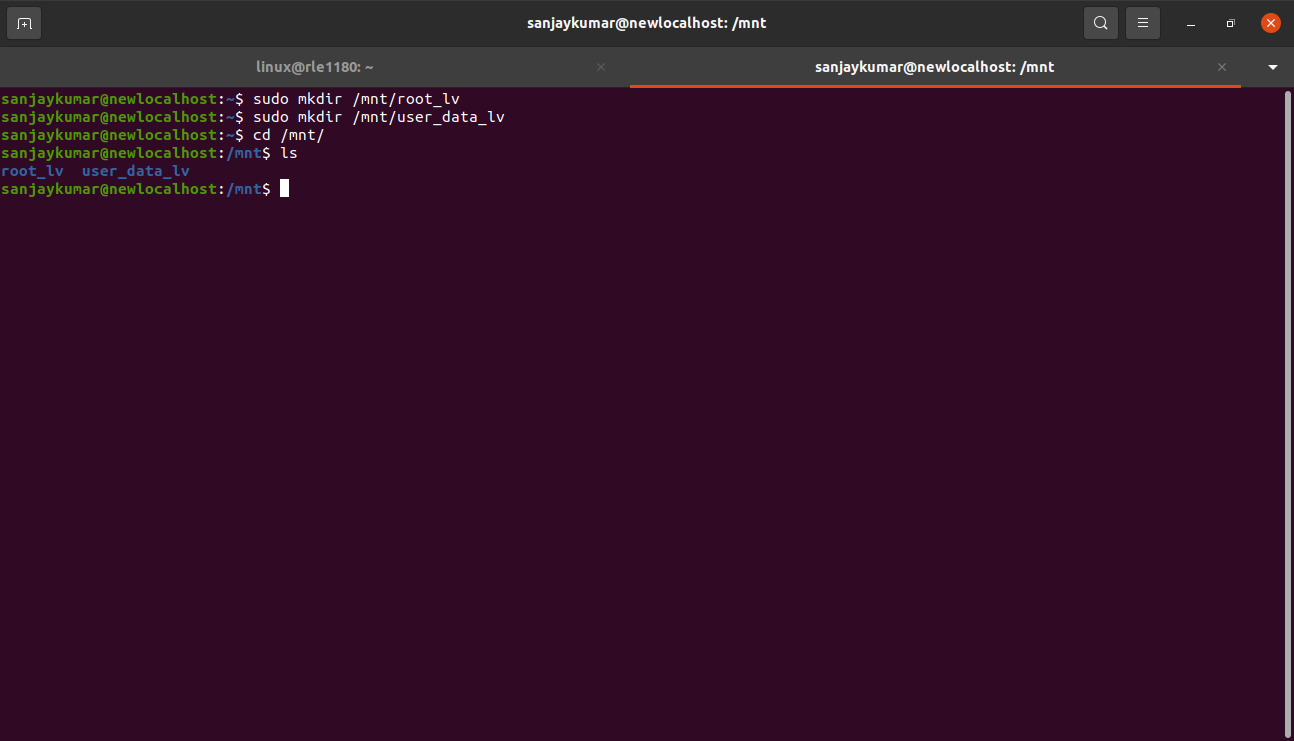 sanjaykumar@newlocalhost: /mnt
linux@rle1180: ~
sanjaykumar@newlocalhost: /mnt
sanjaykumar@newlocalhost:~$ sudo mkdir /mnt/root_lv
sanjaykumar@newlocalhost:~$ sudo mkdir /mnt/user_data_lv
sanjaykumar@newlocalhost:~$ cd /mnt/
sanjaykumar@newlocalhost:/mnt$ ls
root_lv  user_data_lv
sanjaykumar@newlocalhost:/mnt$